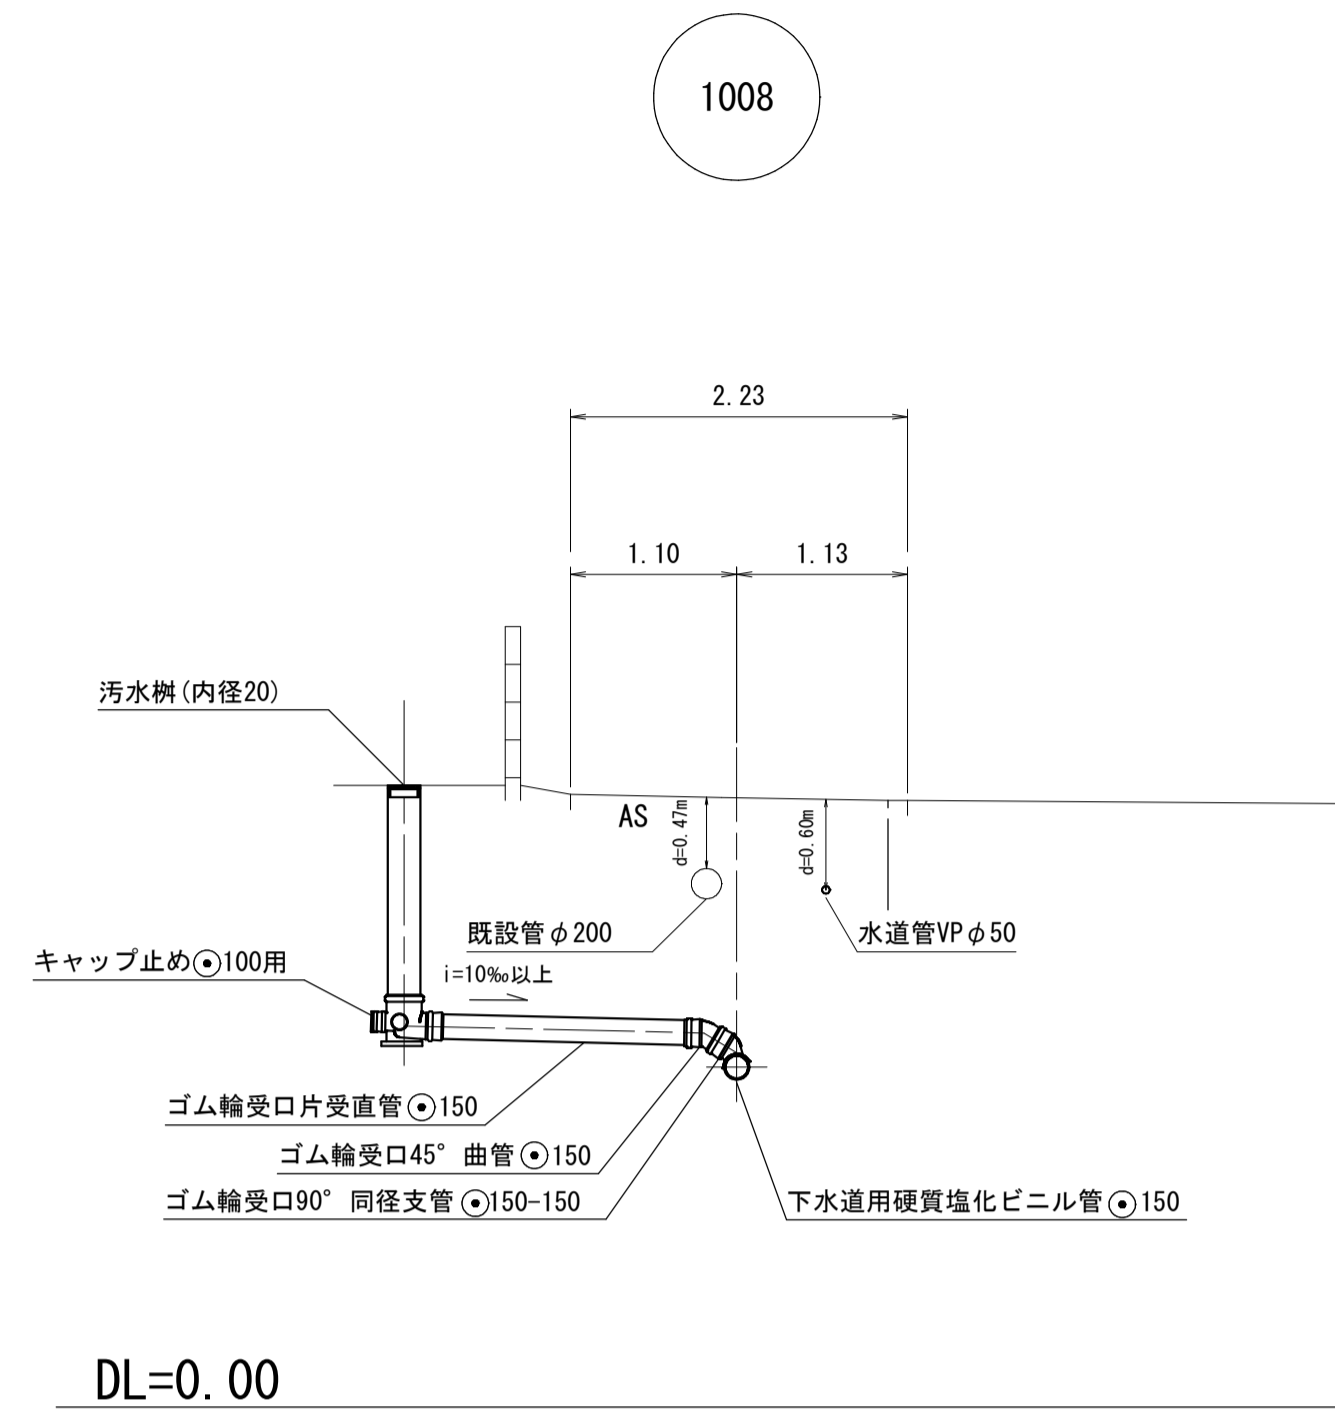 1008
2.23
1.10
1.13
汚水桝(内径20)
AS
d=0.47m
d=0.60m
既設管φ200
水道管VPφ50
キャップ止め⦿100用
i=10‰以上
ゴム輪受口片受直管⦿150
ゴム輪受口45°曲管⦿150
ゴム輪受口90°同径支管⦿150-150
下水道用硬質塩化ビニル管⦿150
DL=0.00